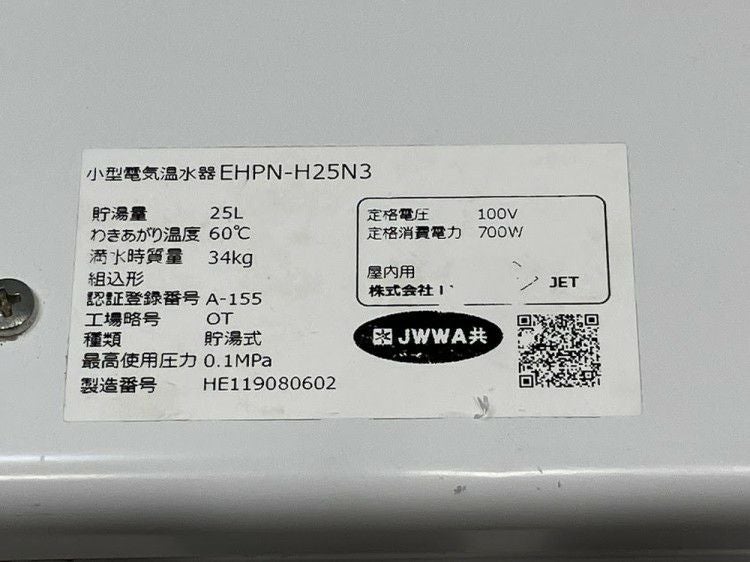 小型電気温水器 EHPN-H25N3
貯湯量 25L
わきあがり温度 60℃
満水時質量 34kg
組込形
認証登録番号 A-155
工場略号 OT
種類 貯湯式
最高使用圧力 0.1MPa
製造番号 HE119080602
定格電圧 100V
定格消費電力 700W
屋内用
株式会社 JET
JWWA共